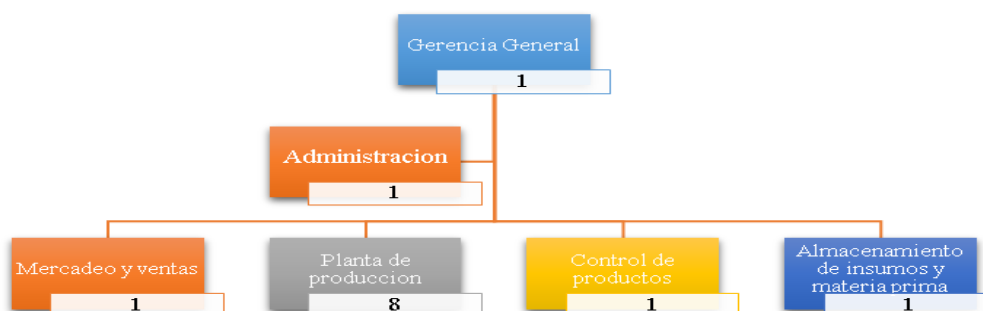 Gerencia General
1
Administracion
1
Mercadeo y ventas
1
Planta de
produccion
8
Control de
productos
1
Almacenamiento
de insumos y
materia prima
1